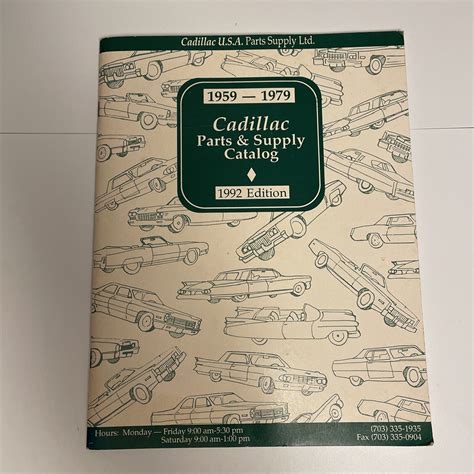 Cadillac U.S.A. Parts Supply Ltd.
1959 — 1979
Cadillac
Parts & Supply
Catalog
1992 Edition
Hours: Monday — Friday 9:00 am-5:30 pm
Saturday 9:00 am-1:00 pm
(703) 335-1935
Fax (703) 335-0904